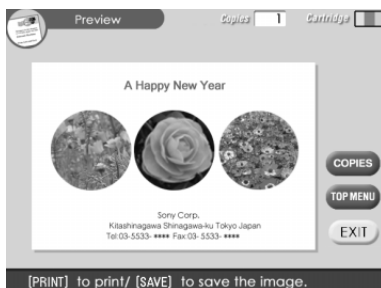 Preview
Copies 1 Cartridge
A Happy New Year
Sony Corp.
Kitashinagawa Shinagawa-ku Tokyo Japan
Tel:03-5533- **** Fax:03- 5533- ****
COPIES
TOP MENU
EXIT
[PRINT] to print/ [SAVE] to save the image.